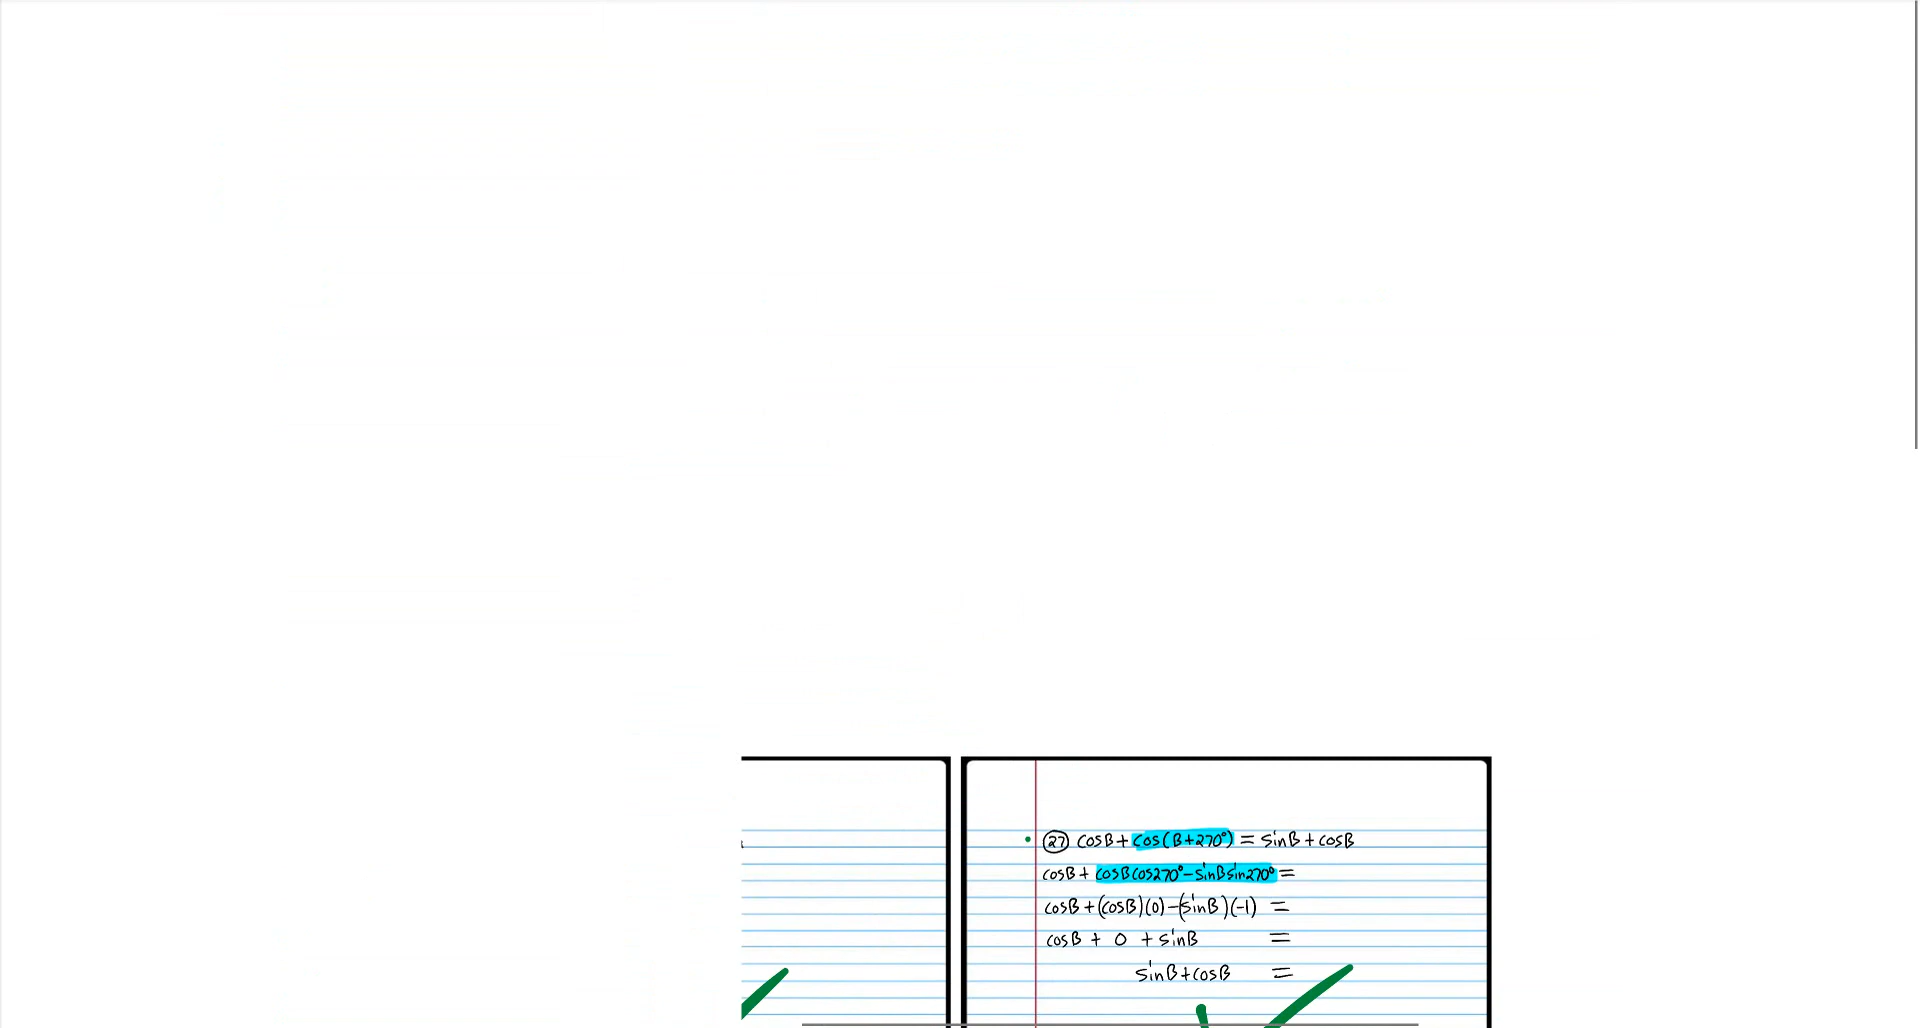 27 cosB + cos(B+270°) = sinB + cosB
cosB + cosBcos270° - sinBsin270° =
cosB + (cosB)(0) - (sinB)(-1) =
cosB + 0 + sinB =
sinB + cosB =